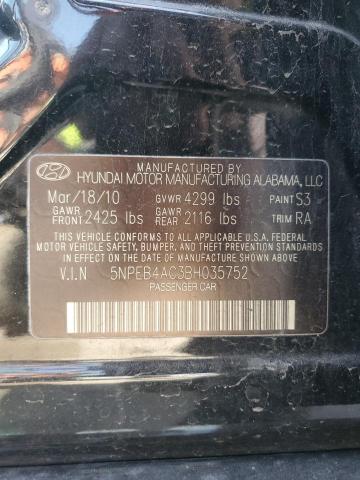 HYUNDAI MOTOR MANUFACTURING ALABAMA, LLC
Mar/18/10 GVWR 4299 lbs PAINT S3
GAWR FRONT 2425 lbs GAWR REAR 2116 lbs TRIM RA
THIS VEHICLE CONFORMS TO ALL APPLICABLE FEDERAL
MOTOR VEHICLE SAFETY, BUMPER, AND THEFT PREVENTION
STANDARDS IN EFFECT ON THE DATE OF MANUFACTURE SHOWN ABOVE.
V.I.N 5NPEB4AC3BH035752
PASSENGER CAR